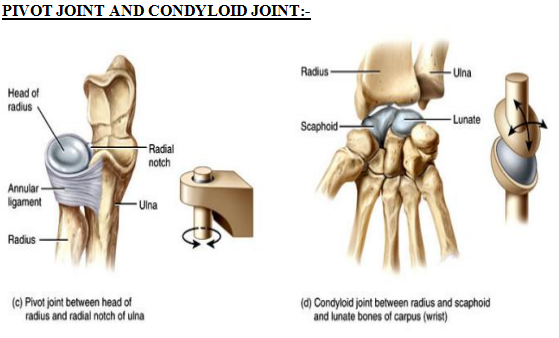 PIVOT JOINT AND CONDYLOID JOINT:-
Head of
radius
Radial
notch
Annular
ligament
Ulna
Radius
(c) Pivot joint between head of
radius and radial notch of ulna
Radius
Ulna
Scaphoid
Lunate
(d) Condyloid joint between radius and scaphoid
and lunate bones of carpus (wrist)